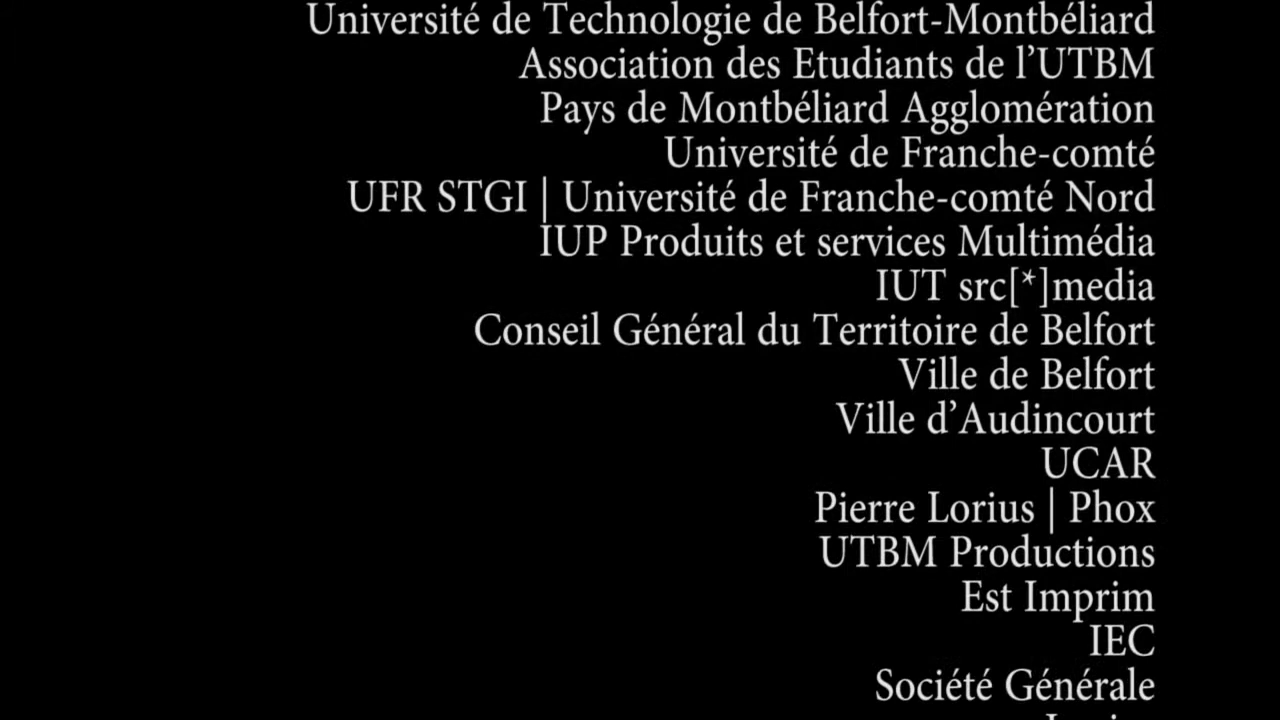 Université de Technologie de Belfort-Montbéliard
Association des Etudiants de l’UTBM
Pays de Montbéliard Agglomération
Université de Franche-comté
UFR STGI | Université de Franche-comté Nord
IUP Produits et services Multimédia
IUT src[*]media
Conseil Général du Territoire de Belfort
Ville de Belfort
Ville d’Audincourt
UCAR
Pierre Lorius | Phox
UTBM Productions
Est Imprim
IEC
Société Générale